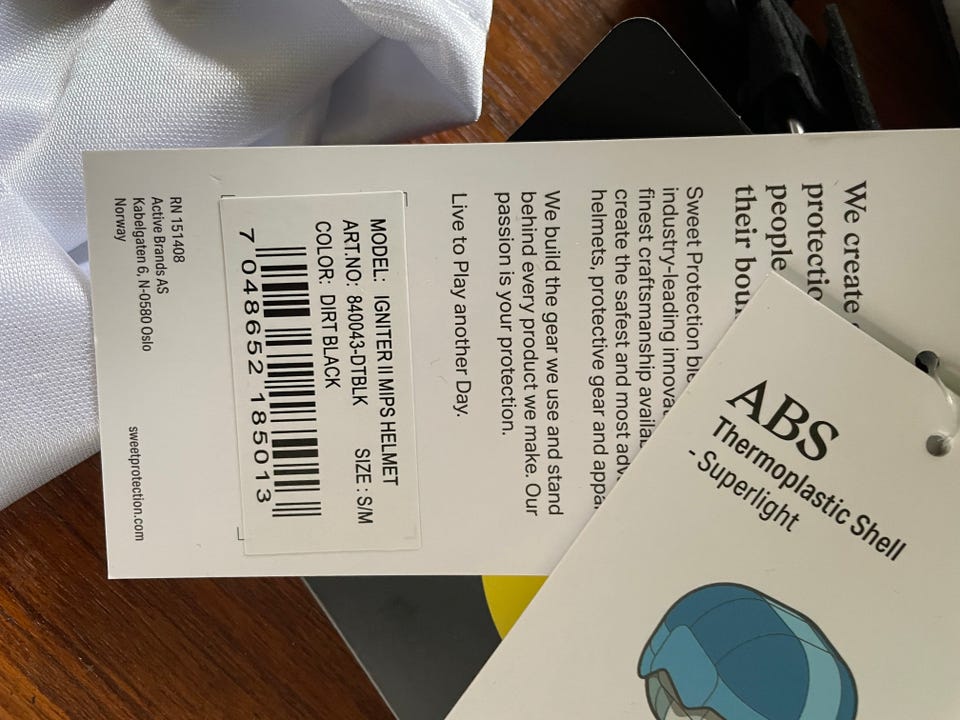 We create
protectio
people
their bou
Sweet Protection ble
industry-leading innova
finest craftsmanship availab
create the safest and most adv
helmets, protective gear and appa
We build the gear we use and stand
behind every product we make. Our
passion is your protection.
Live to Play another Day.
MODEL: IGNITER II MIPS HELMET
ART.NO: 840043-DTBLK SIZE : S/M
COLOR: DIRT BLACK
7 048652 185013
RN 151408
Active Brands AS
Kabelgaten 6, N-0580 Oslo
Norway
sweetprotection.com
ABS
Thermoplastic Shell
- Superlight